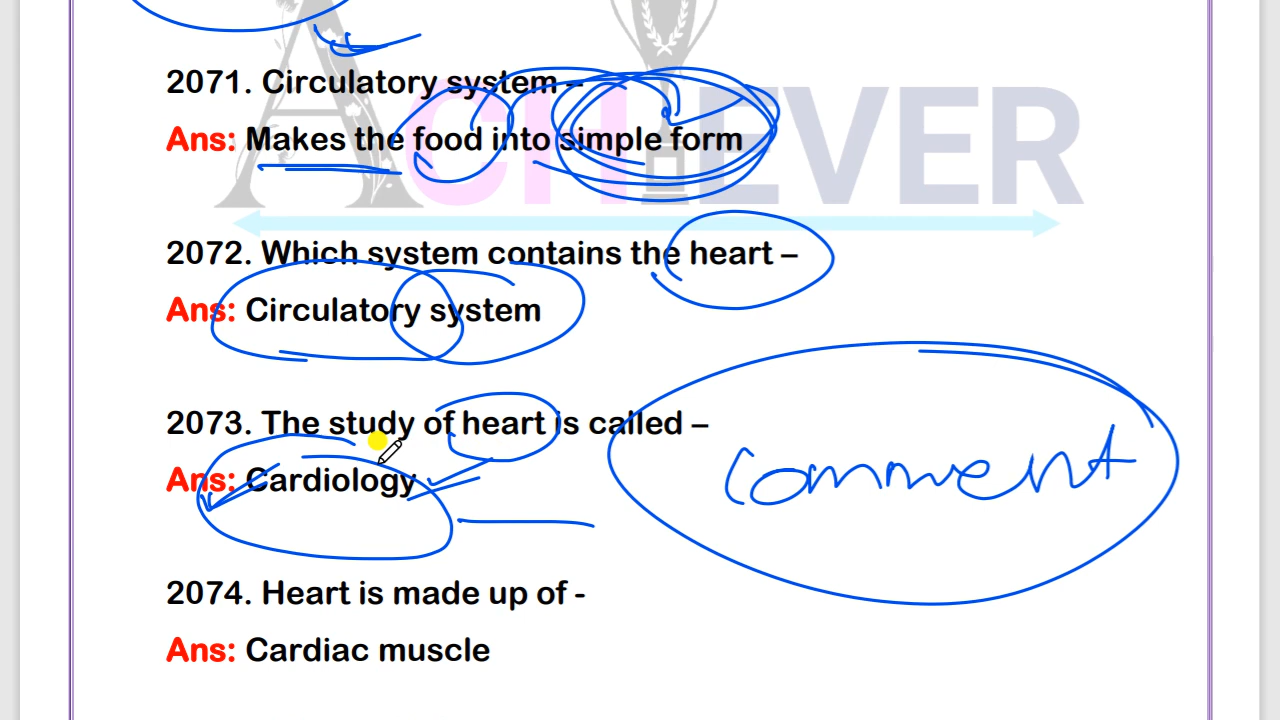 2071. Circulatory system –
Ans: Makes the food into simple form
ACHIEVER
2072. Which system contains the heart –
Ans: Circulatory system
2073. The study of heart is called –
Ans: Cardiology
comment
2074. Heart is made up of -
Ans: Cardiac muscle